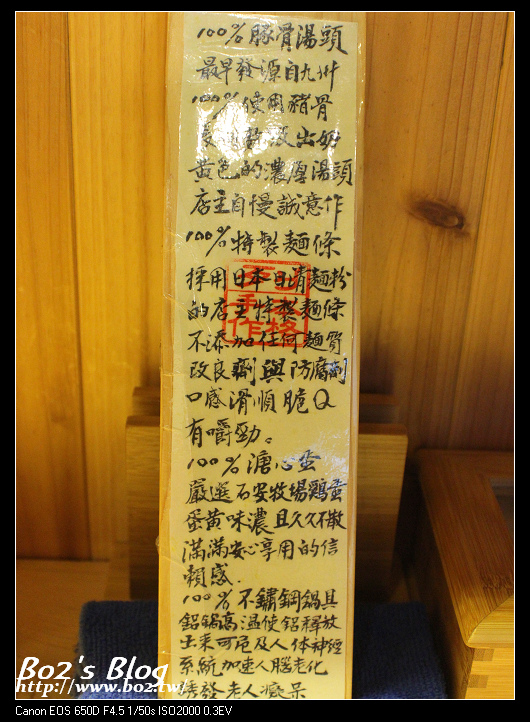 100%豚骨湯頭
最早發源自九州
100%使用豬骨
出奶
黃色的濃厚湯頭
店主自慢誠意作
100%特製麵條
採用日本日清麵粉
的店主特製麵條
不添加任何麵質
改良劑與防腐劑
口感滑順脆Q
有嚼勁。
100%溏心蛋
嚴選石安牧場鷄蛋
蛋黃味濃且久久不散
滿滿安心享用的信
賴感.
100%不鏽鋼鍋具
鋁鍋高溫使鋁釋放
出來可危及人体神經
系統加速人腦老化
誘發老人癡呆
Bo2's Blog
http://www.bo2.tw
Canon EOS 650D F4.5 1/50s ISO2000 0.3EV